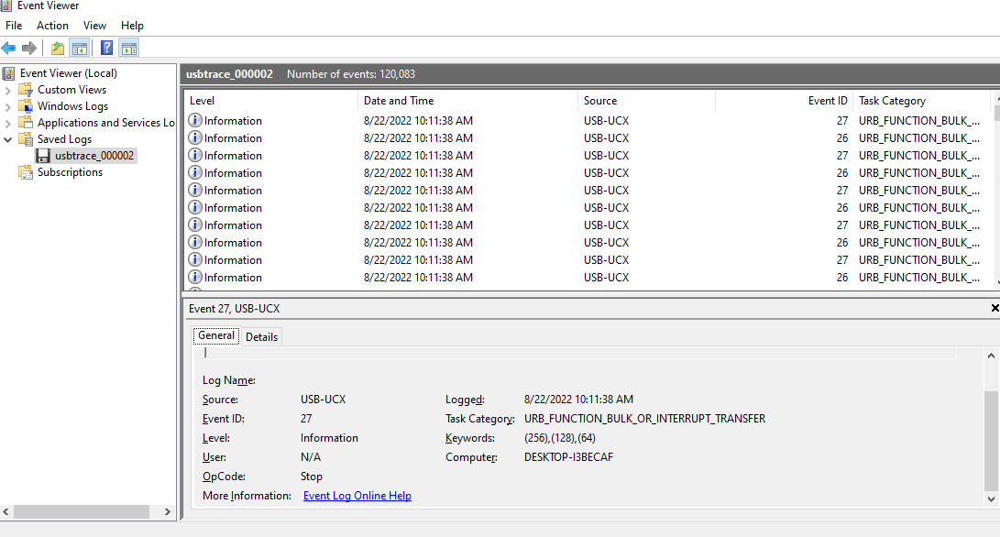 Event Viewer
File Action View Help
Event Viewer (Local)
Custom Views
Windows Logs
Applications and Services Lo
Saved Logs
usbtrace_000002
Subscriptions
usbtrace_000002 Number of events: 120,083
Level Date and Time Source Event ID Task Category
Information 8/22/2022 10:11:38 AM USB-UCX 27 URB_FUNCTION_BULK_...
Information 8/22/2022 10:11:38 AM USB-UCX 26 URB_FUNCTION_BULK_...
Information 8/22/2022 10:11:38 AM USB-UCX 27 URB_FUNCTION_BULK_...
Information 8/22/2022 10:11:38 AM USB-UCX 26 URB_FUNCTION_BULK_...
Information 8/22/2022 10:11:38 AM USB-UCX 27 URB_FUNCTION_BULK_...
Information 8/22/2022 10:11:38 AM USB-UCX 26 URB_FUNCTION_BULK_...
Information 8/22/2022 10:11:38 AM USB-UCX 27 URB_FUNCTION_BULK_...
Information 8/22/2022 10:11:38 AM USB-UCX 26 URB_FUNCTION_BULK_...
Information 8/22/2022 10:11:38 AM USB-UCX 27 URB_FUNCTION_BULK_...
Information 8/22/2022 10:11:38 AM USB-UCX 26 URB_FUNCTION_BULK_...
Event 27, USB-UCX
General Details
Log Name:
Source: USB-UCX Logged: 8/22/2022 10:11:38 AM
Event ID: 27 Task Category: URB_FUNCTION_BULK_OR_INTERRUPT_TRANSFER
Level: Information Keywords: (256),(128),(64)
User: N/A Computer: DESKTOP-I3BECAF
OpCode: Stop
More Information: Event Log Online Help